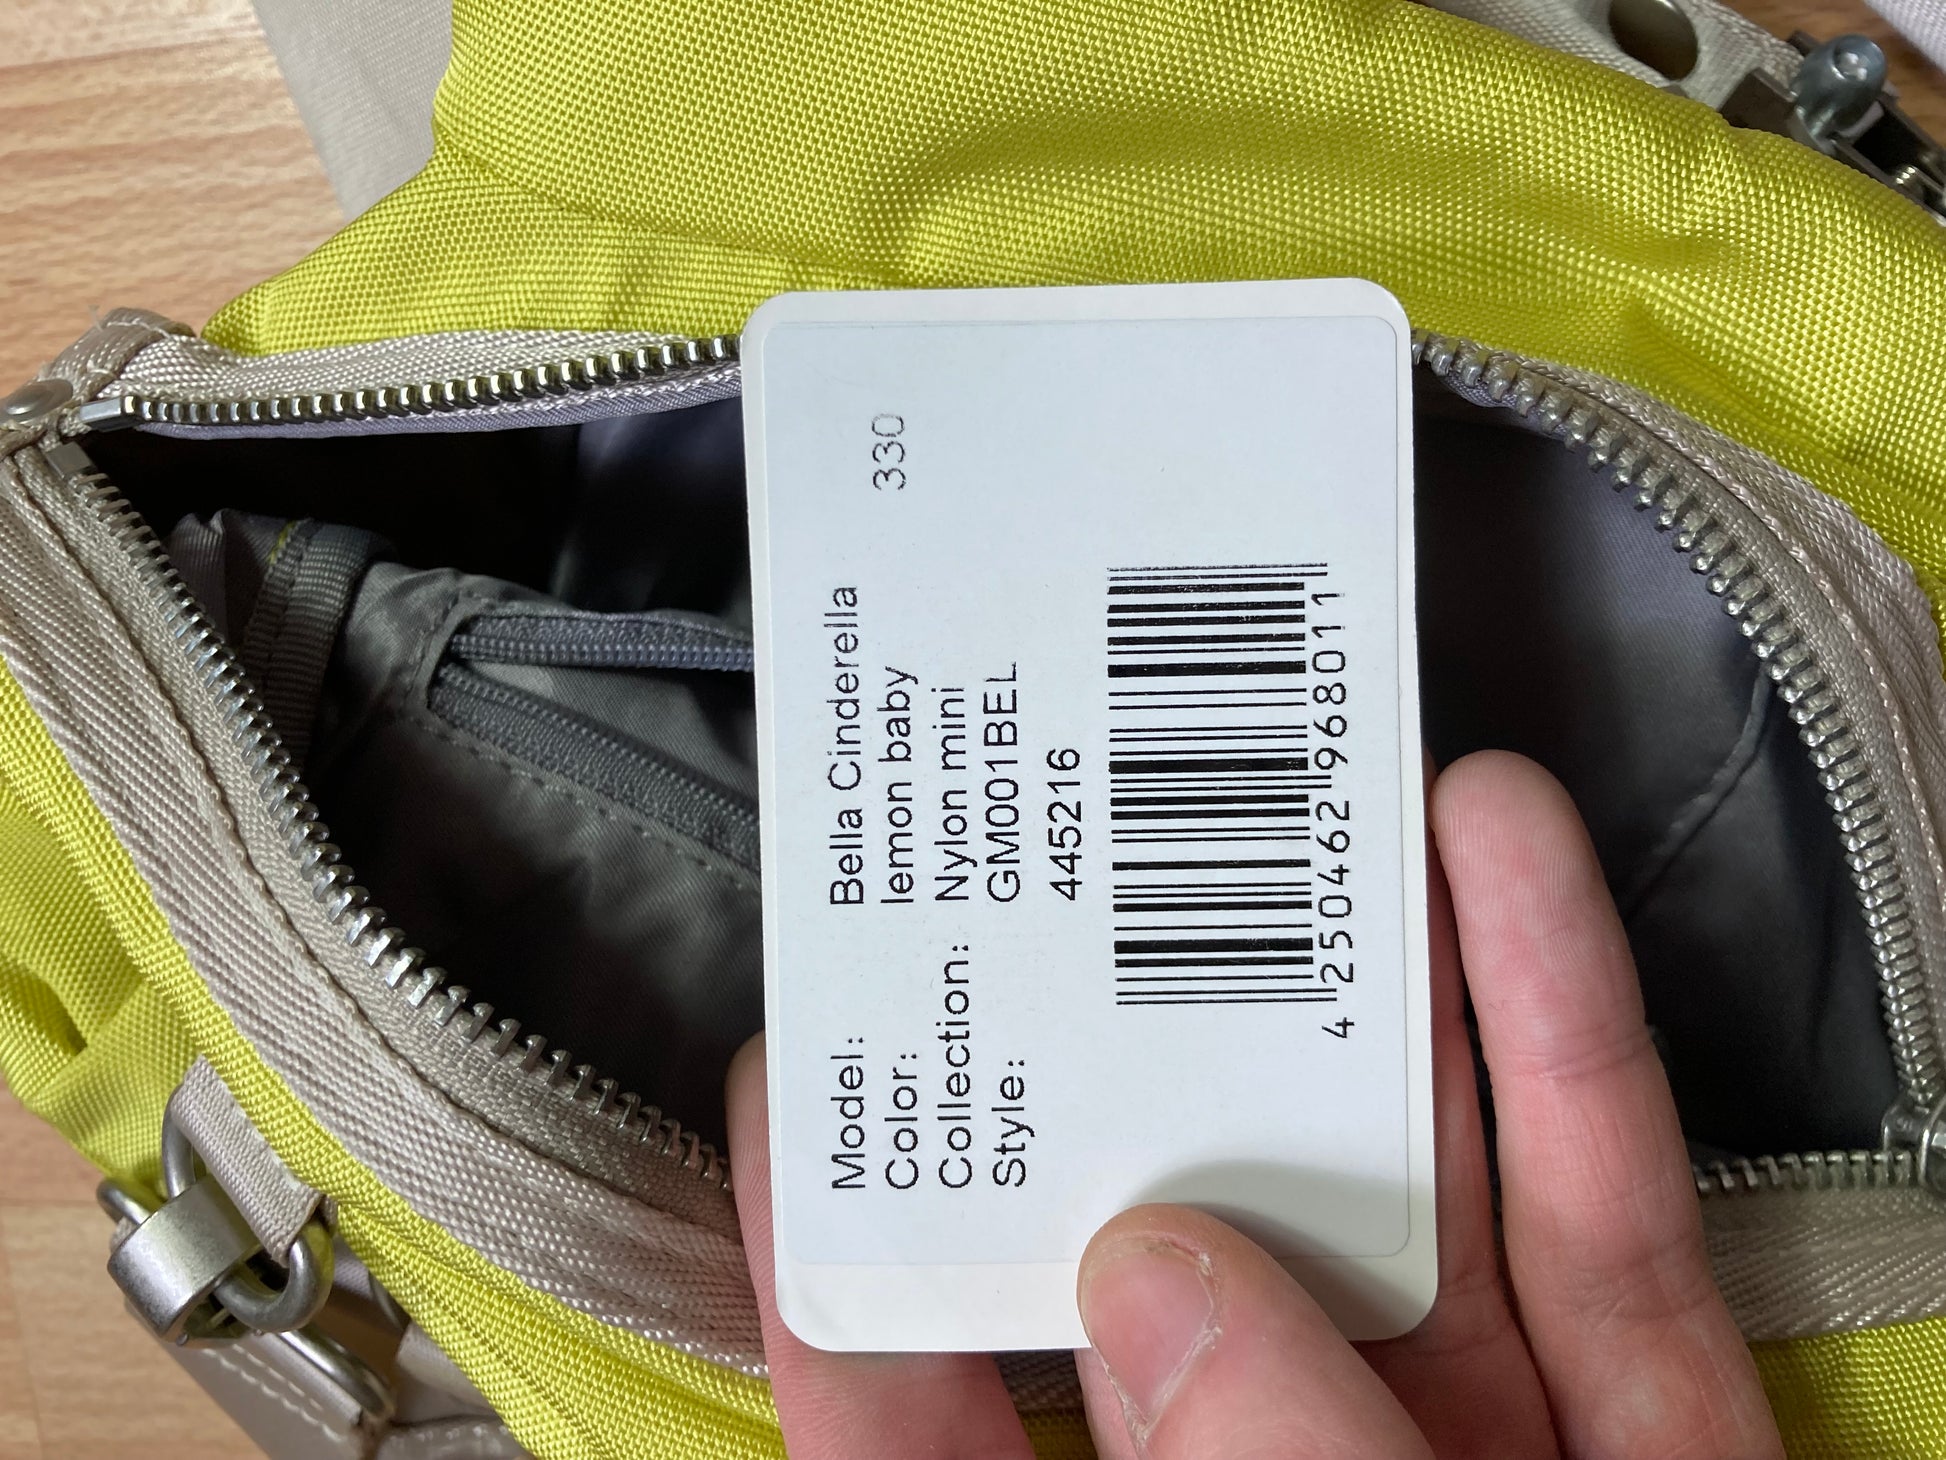 Model: Bella Cinderella
Color: lemon baby 330
Collection: Nylon mini
Style: GM001BEL
445216
4 250462 968011